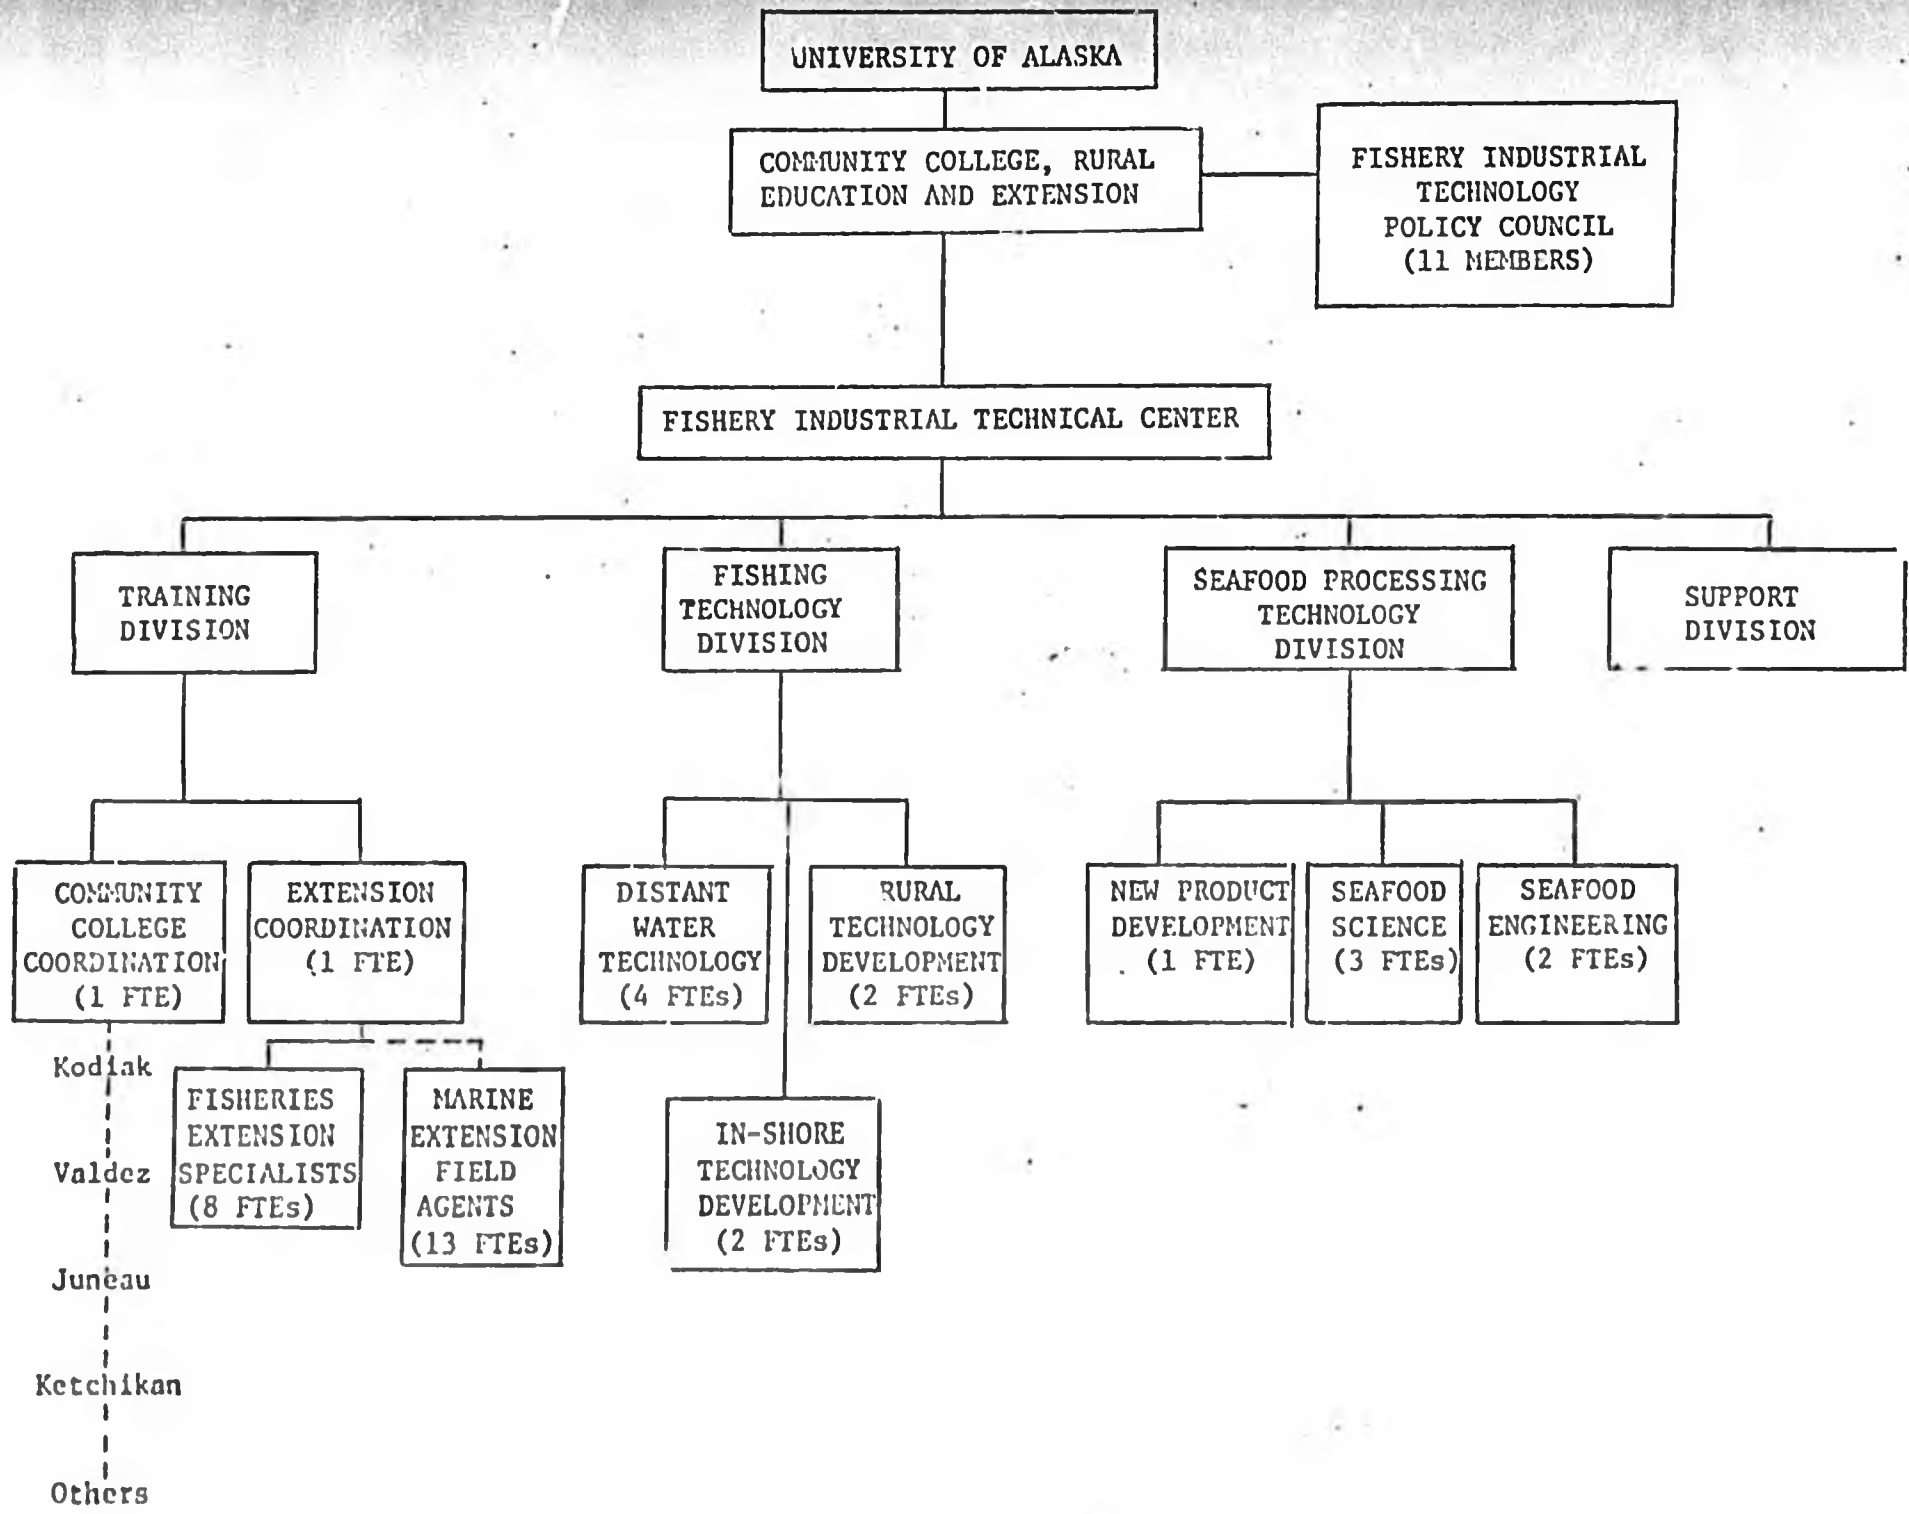 UNIVERSITY OF ALASKA
COMMUNITY COLLEGE, RURAL
EDUCATION AND EXTENSION
FISHERY INDUSTRIAL
TECHNOLOGY
POLICY COUNCIL
(11 MEMBERS)
FISHERY INDUSTRIAL TECHNICAL CENTER
TRAINING
DIVISION
FISHING
TECHNOLOGY
DIVISION
SEAFOOD PROCESSING
TECHNOLOGY
DIVISION
SUPPORT
DIVISION
COMMUNITY
COLLEGE
COORDINATION
(1 FTE)
EXTENSION
COORDINATION
(1 FTE)
DISTANT
WATER
TECHNOLOGY
(4 FTEs)
RURAL
TECHNOLOGY
DEVELOPMENT
(2 FTEs)
NEW PRODUCT
DEVELOPMENT
(1 FTE)
SEAFOOD
SCIENCE
(3 FTEs)
SEAFOOD
ENGINEERING
(2 FTEs)
Kodiak
Valdez
Juneau
Ketchikan
Others
FISHERIES
EXTENSION
SPECIALISTS
(8 FTEs)
MARINE
EXTENSION
FIELD
AGENTS
(13 FTEs)
IN-SHORE
TECHNOLOGY
DEVELOPMENT
(2 FTEs)